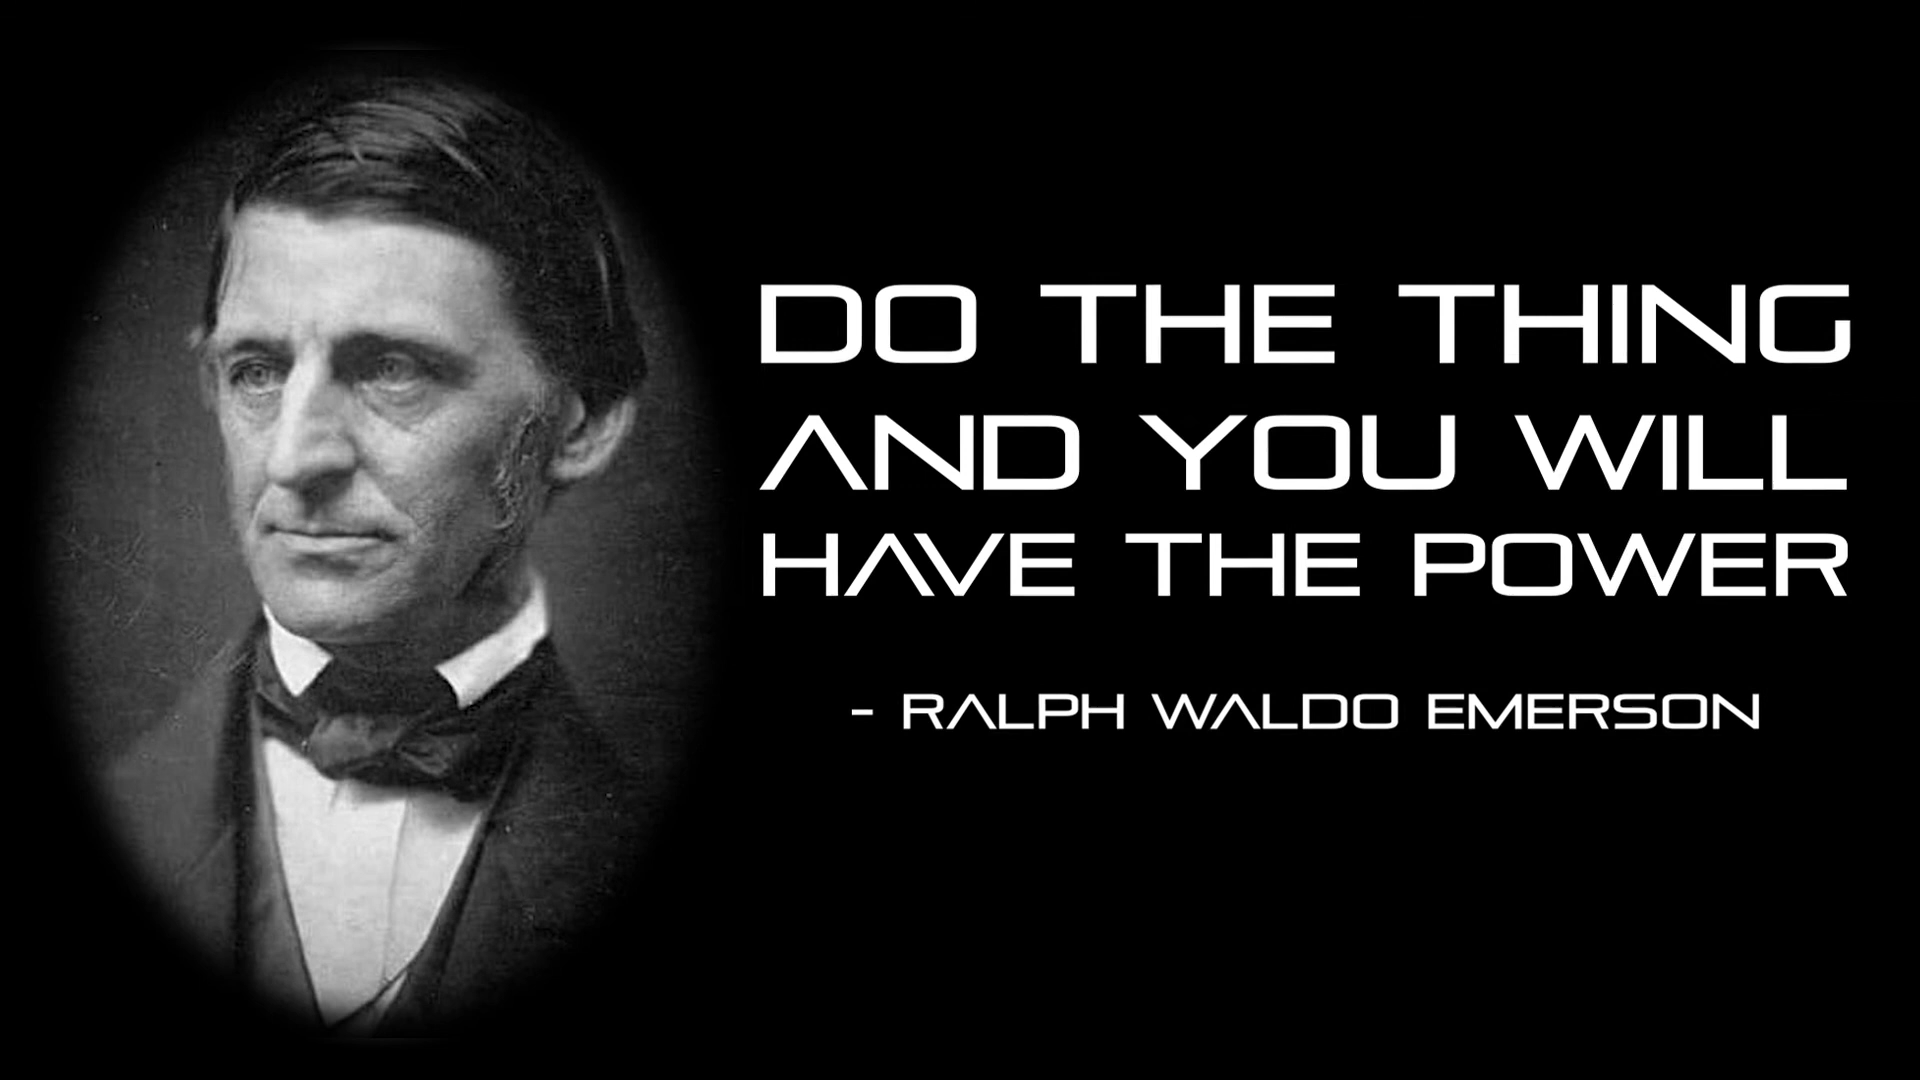 DO THE THING
AND YOU WILL
HAVE THE POWER
- RALPH WALDO EMERSON